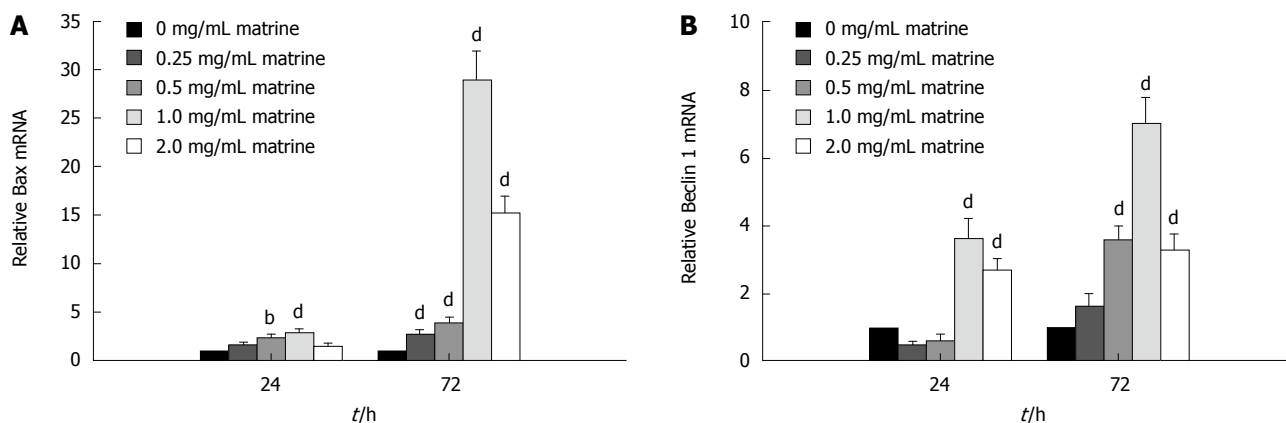 A
0 mg/mL matrine
0.25 mg/mL matrine
0.5 mg/mL matrine
1.0 mg/mL matrine
2.0 mg/mL matrine
Relative Bax mRNA
35
30
25
20
15
10
5
0
b
d
d
d
d
d
24
72
t/h
B
0 mg/mL matrine
0.25 mg/mL matrine
0.5 mg/mL matrine
1.0 mg/mL matrine
2.0 mg/mL matrine
Relative Beclin 1 mRNA
10
8
6
4
2
0
d
d
d
d
d
24
72
t/h